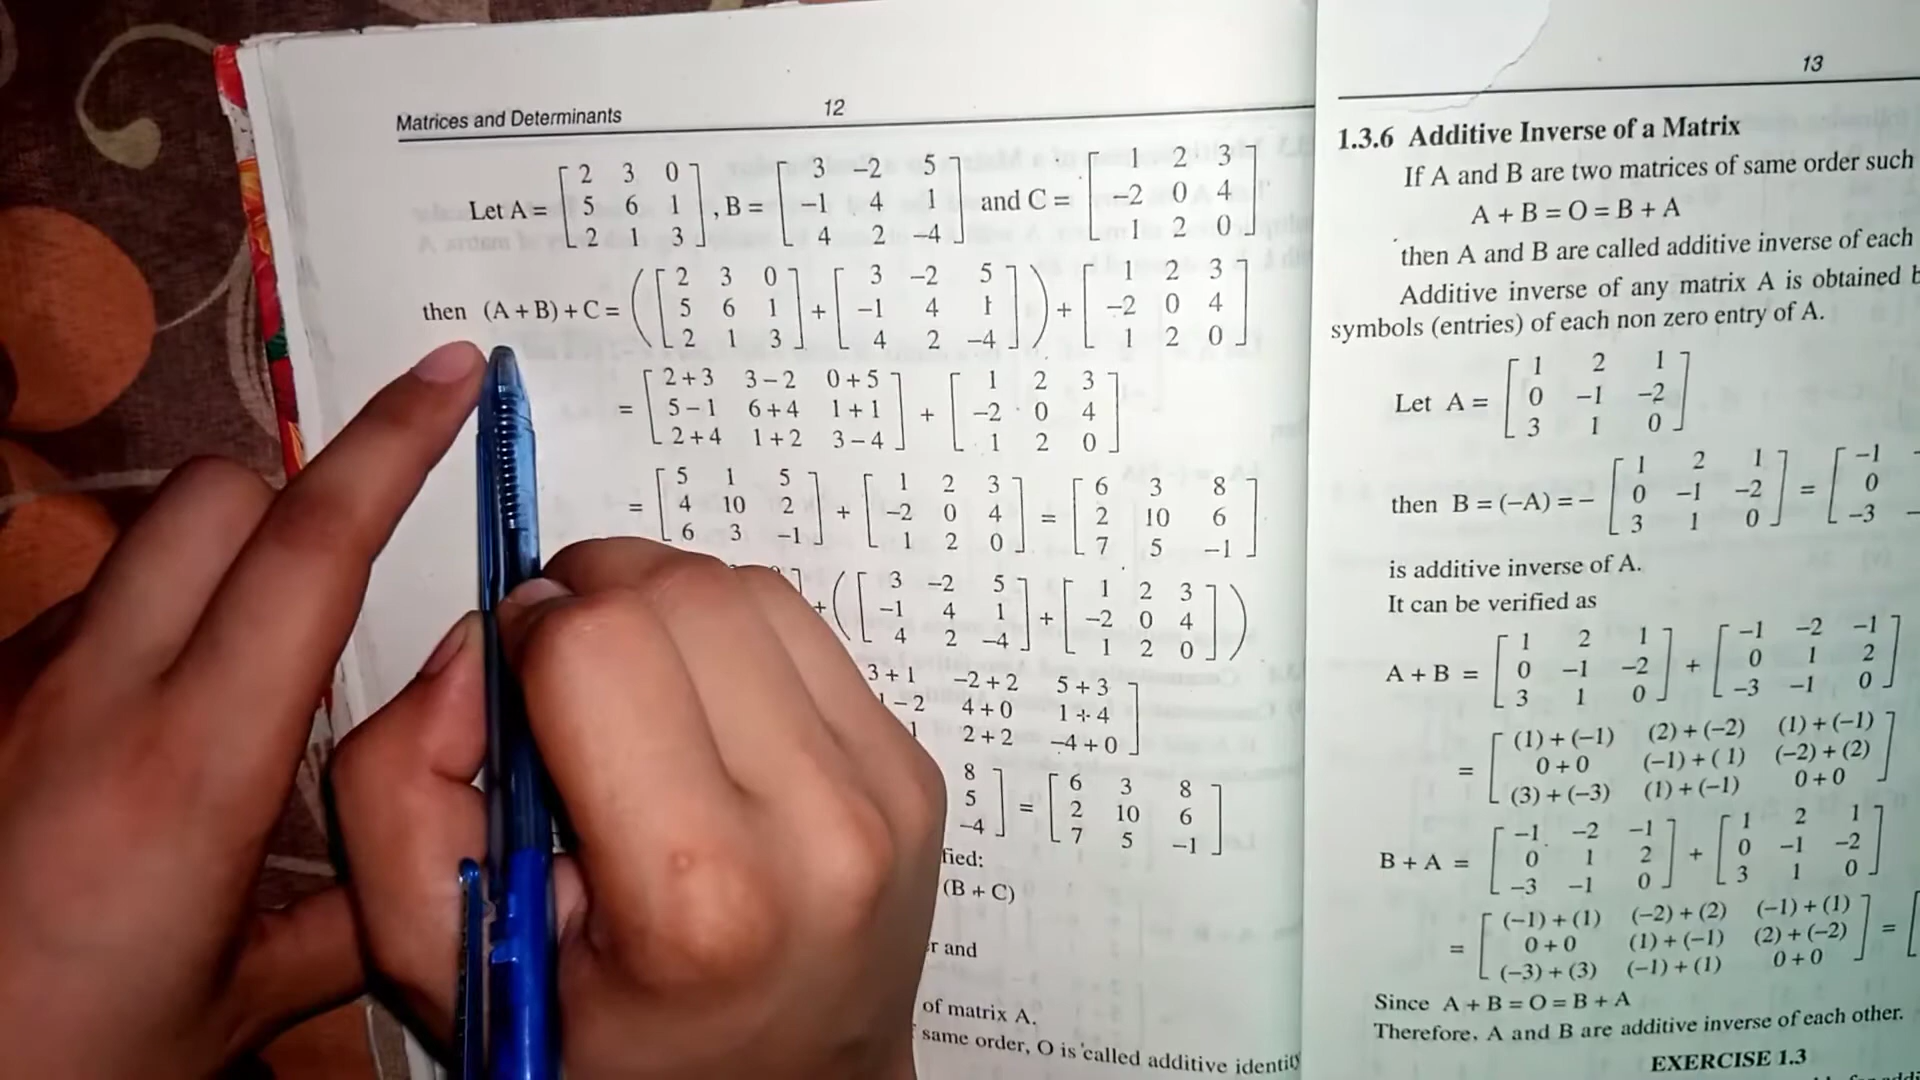 Matrices and Determinants 12
Let A = [ 2 3 0 ; 5 6 1 ; 2 1 3 ] , B = [ 3 –2 5 ; –1 4 1 ; 4 2 –4 ] and C = [ 1 2 3 ; –2 0 4 ; 1 2 0 ]
then (A + B) + C = ( [ 2 3 0 ; 5 6 1 ; 2 1 3 ] + [ 3 –2 5 ; –1 4 1 ; 4 2 –4 ] ) + [ 1 2 3 ; –2 0 4 ; 1 2 0 ]
= [ 2 + 3 3 – 2 0 + 5 ; 5 – 1 6 + 4 1 + 1 ; 2 + 4 1 + 2 3 – 4 ] + [ 1 2 3 ; –2 0 4 ; 1 2 0 ]
= [ 5 1 5 ; 4 10 2 ; 6 3 –1 ] + [ 1 2 3 ; –2 0 4 ; 1 2 0 ] = [ 6 3 8 ; 2 10 6 ; 7 5 –1 ]
+ ( [ 3 –2 5 ; –1 4 1 ; 4 2 –4 ] + [ 1 2 3 ; –2 0 4 ; 1 2 0 ] )
3 + 1 –2 + 2 5 + 3 ; – 2 4 + 0 1 + 4 ; 1 2 + 2 –4 + 0 ]
8 ; 5 ; –4 ] = [ 6 3 8 ; 2 10 6 ; 7 5 –1 ]
fied:
(B + C)
r and
of matrix A.
same order, O is called additive identity
13
1.3.6 Additive Inverse of a Matrix
If A and B are two matrices of same order such
A + B = O = B + A
then A and B are called additive inverse of each
Additive inverse of any matrix A is obtained b
symbols (entries) of each non zero entry of A.
Let A = [ 1 2 1 ; 0 –1 –2 ; 3 1 0 ]
then B = (–A) = – [ 1 2 1 ; 0 –1 –2 ; 3 1 0 ] = [ –1 ; 0 ; –3
is additive inverse of A.
It can be verified as
A + B = [ 1 2 1 ; 0 –1 –2 ; 3 1 0 ] + [ –1 –2 –1 ; 0 1 2 ; –3 –1 0 ]
= [ (1) + (–1) (2) + (–2) (1) + (–1) ; 0 + 0 (–1) + ( 1) (–2) + (2) ; (3) + (–3) (1) + (–1) 0 + 0 ]
B + A = [ –1 –2 –1 ; 0 1 2 ; –3 –1 0 ] + [ 1 2 1 ; 0 –1 –2 ; 3 1 0 ]
= [ (–1) + (1) (–2) + (2) (–1) + (1) ; 0 + 0 (1) + (–1) (2) + (–2) ; (–3) + (3) (–1) + (1) 0 + 0 ] = [
Since A + B = O = B + A
Therefore, A and B are additive inverse of each other.
EXERCISE 1.3